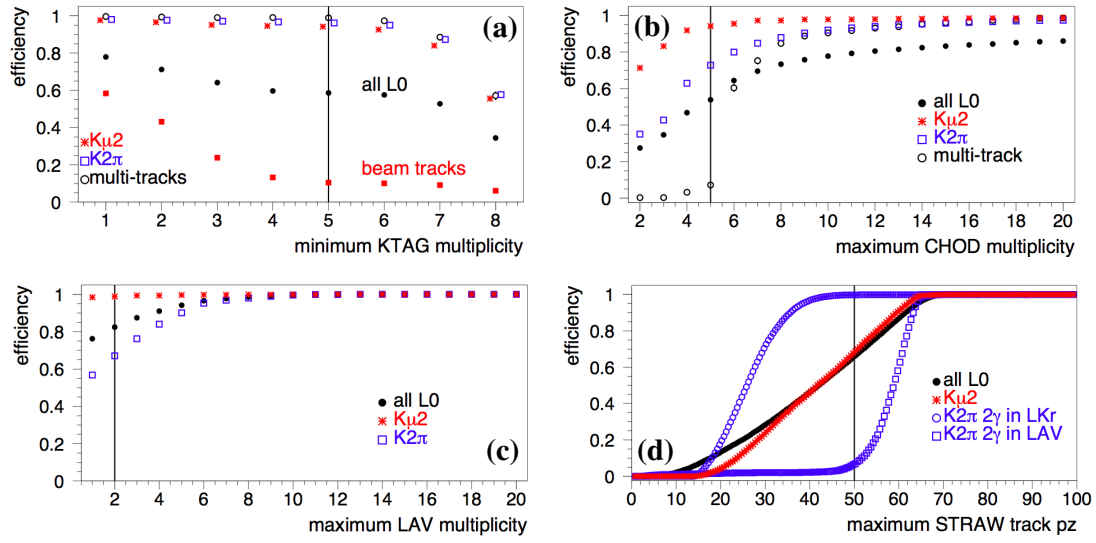 efficiency
1
0.8
0.6
0.4
0.2
0
(a)
all L0
Kμ2
K2π
multi-tracks
beam tracks
1 2 3 4 5 6 7 8
minimum KTAG multiplicity
efficiency
1
0.8
0.6
0.4
0.2
0
(b)
all L0
Kμ2
K2π
multi-track
2 4 6 8 10 12 14 16 18 20
maximum CHOD multiplicity
efficiency
1
0.8
0.6
0.4
0.2
0
all L0
Kμ2
K2π
(c)
2 4 6 8 10 12 14 16 18 20
maximum LAV multiplicity
efficiency
1
0.8
0.6
0.4
0.2
0
all L0
Kμ2
K2π 2γ in LKr
K2π 2γ in LAV
(d)
0 10 20 30 40 50 60 70 80 90 100
maximum STRAW track pz